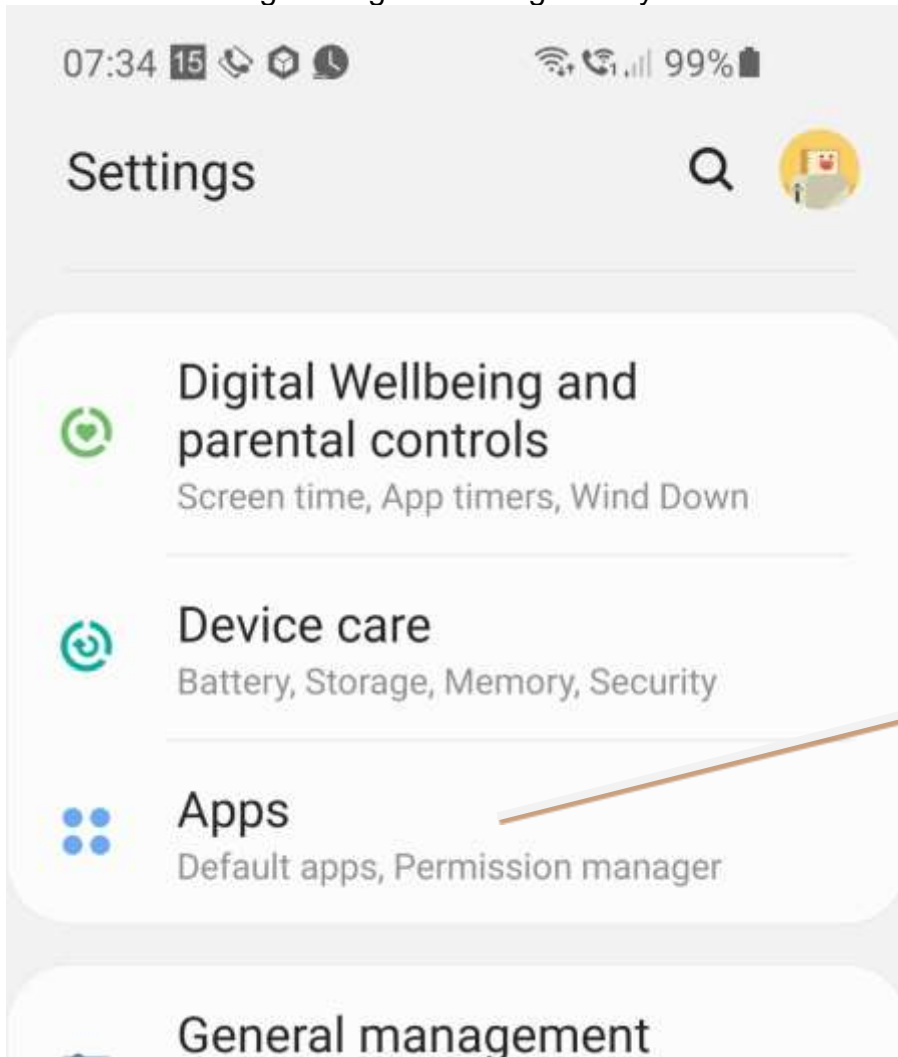 07:34 15 99%
Settings
Digital Wellbeing and
parental controls
Screen time, App timers, Wind Down
Device care
Battery, Storage, Memory, Security
Apps
Default apps, Permission manager
General management